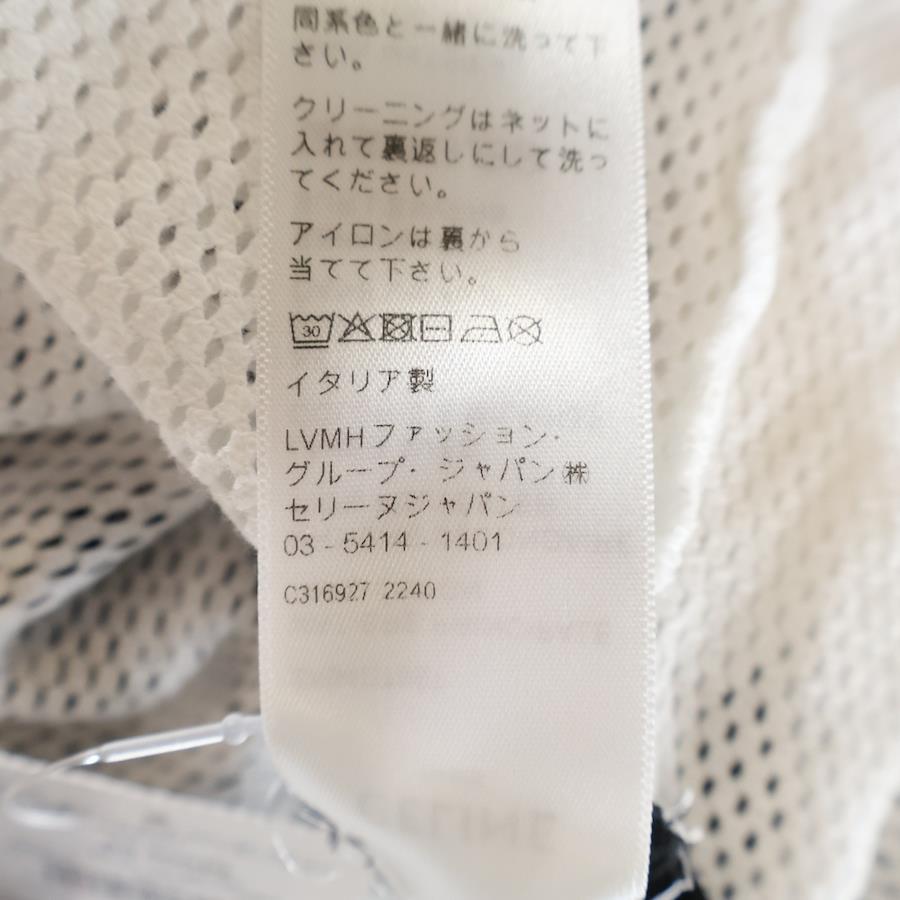 同系色と一緒に洗って下
さい。
クリーニングはネットに
入れて裏返しにして洗っ
てください。
アイロンは裏から
当てて下さい。
30
イタリア製
LVMHファッション・
グループ・ジャパン㈱
セリーヌジャパン
03-5414-1401
C316927 2240